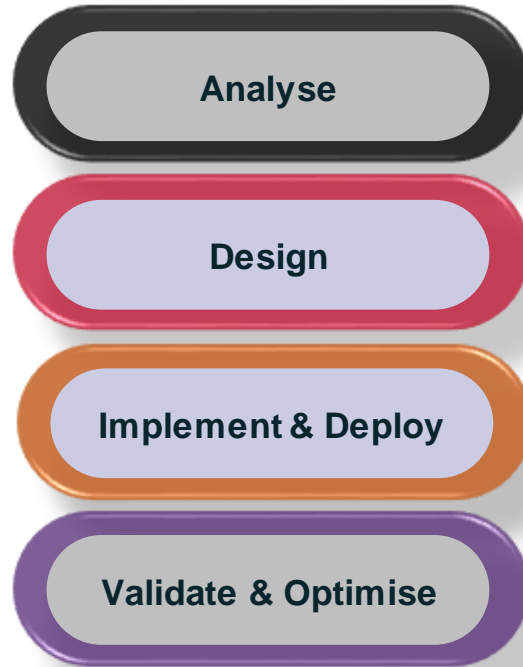 Analyse
Design
Implement & Deploy
Validate & Optimise